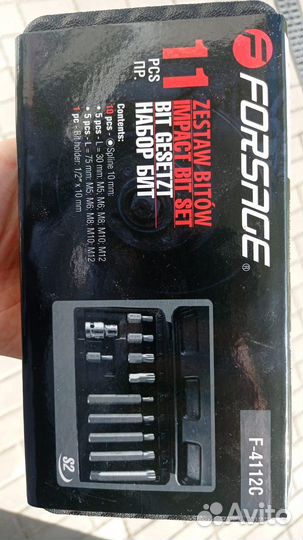 FORSAGE®
11
PCS
ПР.
ZESTAW BITÓW
IMPACT BIT SET
BIT GESETZT
НАБОР БИТ
Contents:
10 pcs - Spline 10 mm:
• 5 pcs - L = 30 mm: M5, M6, M8, M10, M12
• 5 pcs - L = 75 mm: M5, M6, M8, M10, M12
1 pc - Bit holder: 1/2" x 10 mm
S2
F-4112C
Avito